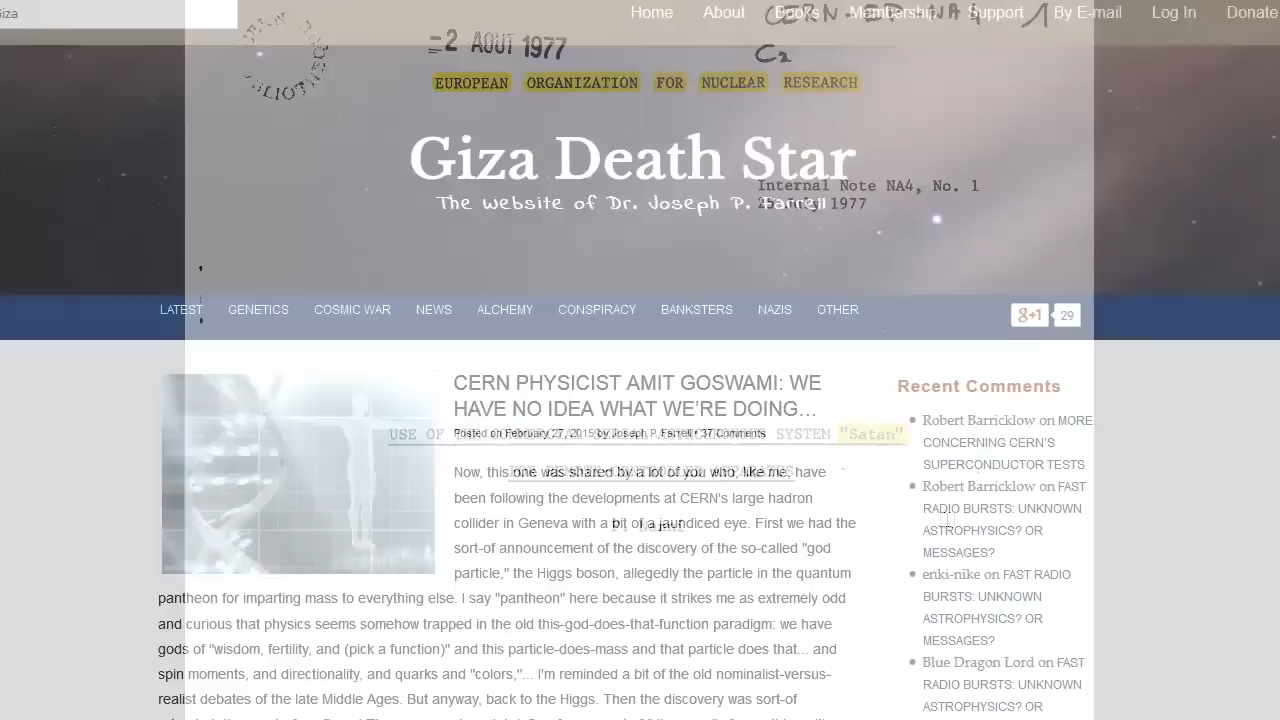 Giza
Home About Books Membership Support By E-mail Log In Donate
CERN
=2 AOUT 1977
C2
EUROPEAN ORGANIZATION FOR NUCLEAR RESEARCH
Giza Death Star
Internal Note NA4, No. 1
The Website of Dr. Joseph P. Farrell
July 1977
LATEST GENETICS COSMIC WAR NEWS ALCHEMY CONSPIRACY BANKSTERS NAZIS OTHER
g+1 29
CERN PHYSICIST AMIT GOSWAMI: WE
HAVE NO IDEA WHAT WE'RE DOING...
Posted on February 27, 2015 by Joseph P. Farrell • 37 Comments
USE OF SYSTEM "Satan"
Now, this one was shared by a lot of you who, like me, have
been following the developments at CERN's large hadron
collider in Geneva with a bit of a jaundiced eye. First we had the
sort-of announcement of the discovery of the so-called "god
particle," the Higgs boson, allegedly the particle in the quantum
pantheon for imparting mass to everything else. I say "pantheon" here because it strikes me as extremely odd
and curious that physics seems somehow trapped in the old this-god-does-that-function paradigm: we have
gods of "wisdom, fertility, and (pick a function)" and this particle-does-mass and that particle does that... and
spin moments, and directionality, and quarks and "colors,"... I'm reminded a bit of the old nominalist-versus-
realist debates of the late Middle Ages. But anyway, back to the Higgs. Then the discovery was sort-of
Recent Comments
Robert Barricklow on MORE
CONCERNING CERN'S
SUPERCONDUCTOR TESTS
Robert Barricklow on FAST
RADIO BURSTS: UNKNOWN
ASTROPHYSICS? OR
MESSAGES?
enki-nike on FAST RADIO
BURSTS: UNKNOWN
ASTROPHYSICS? OR
MESSAGES?
Blue Dragon Lord on FAST
RADIO BURSTS: UNKNOWN
ASTROPHYSICS? OR